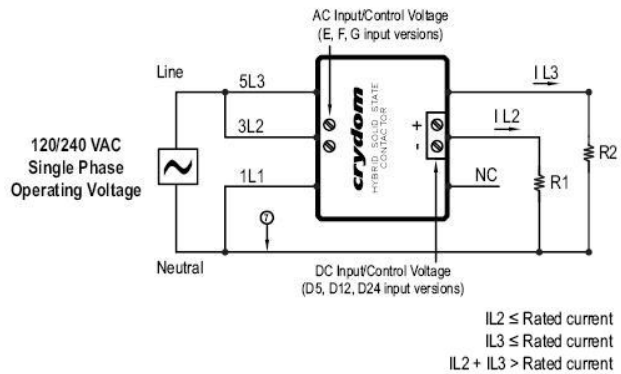 AC Input/Control Voltage
(E, F, G input versions)
Line
5L3
3L2
1L1
120/240 VAC
Single Phase
Operating Voltage
Neutral
7
crydom
HYBRID SOLID STATE
CONTACTOR
+
-
I L3
I L2
NC
R1
R2
DC Input/Control Voltage
(D5, D12, D24 input versions)
IL2 ≤ Rated current
IL3 ≤ Rated current
IL2 + IL3 > Rated current